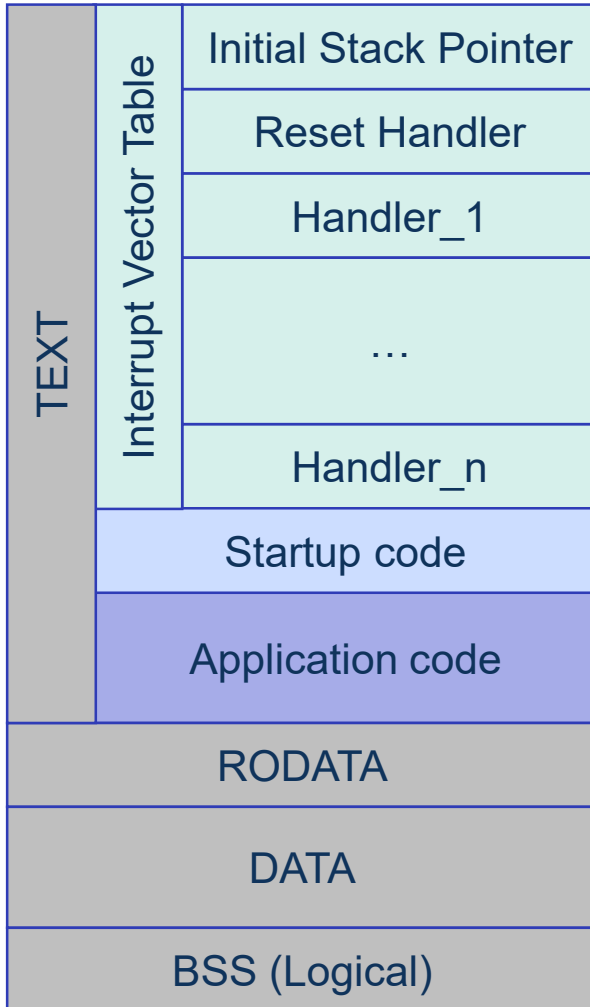 TEXT
Interrupt Vector Table
Initial Stack Pointer
Reset Handler
Handler_1
...
Handler_n
Startup code
Application code
RODATA
DATA
BSS (Logical)